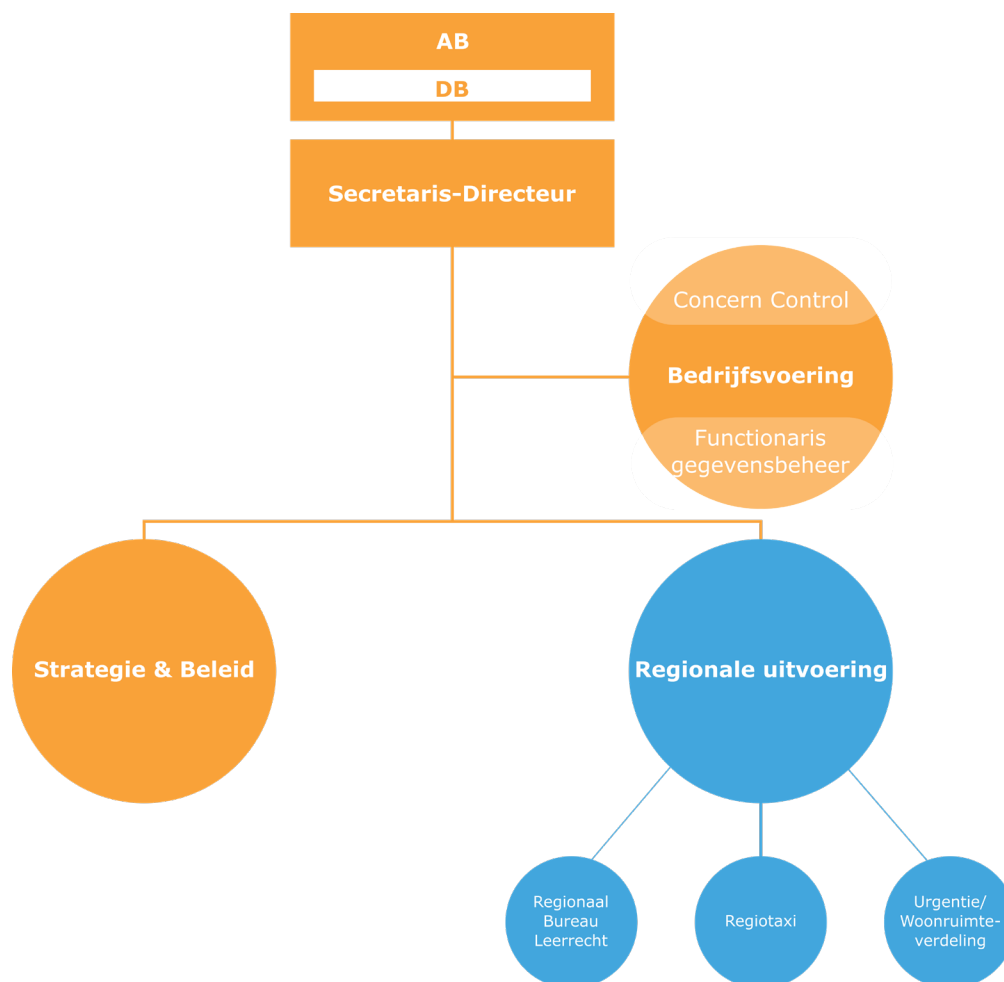 AB
DB
Secretaris-Directeur
Concern Control
Bedrijfsvoering
Functionaris
gegevensbeheer
Strategie & Beleid
Regionale uitvoering
Regionaal
Bureau
Leerrecht
Regiotaxi
Urgentie/
Woonruimte-
verdeling